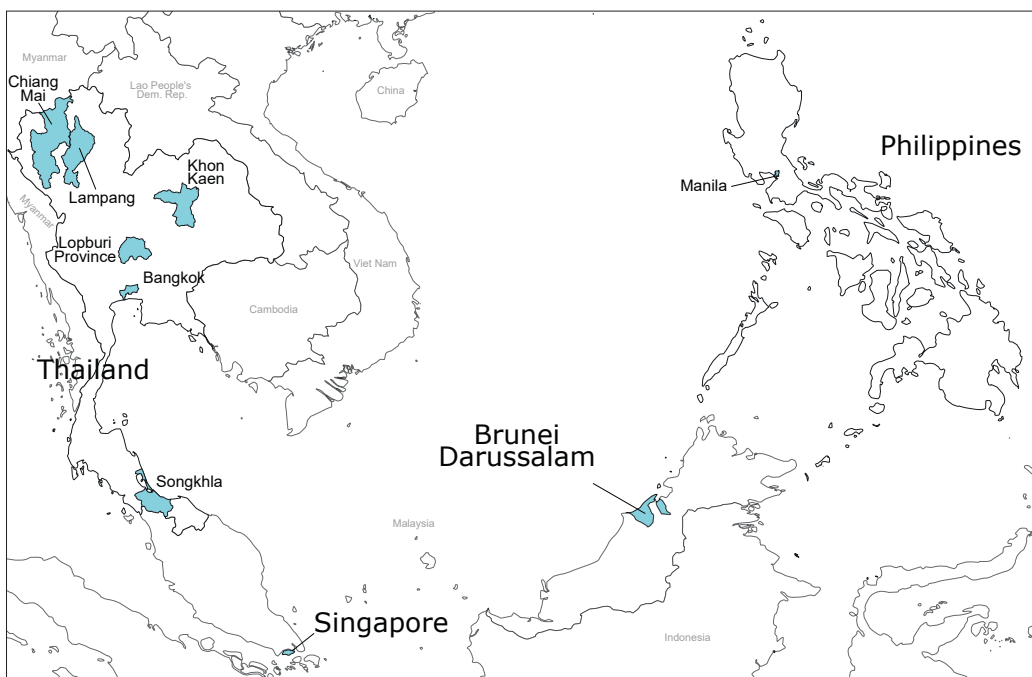 Myanmar
Chiang
Mai
Lao People's
Dem. Rep.
China
Philippines
Khon
Kaen
Manila
Lampang
Myanmar
Lopburi
Province
Viet Nam
Bangkok
Cambodia
Thailand
Brunei
Darussalam
Songkhla
Malaysia
Singapore
Indonesia